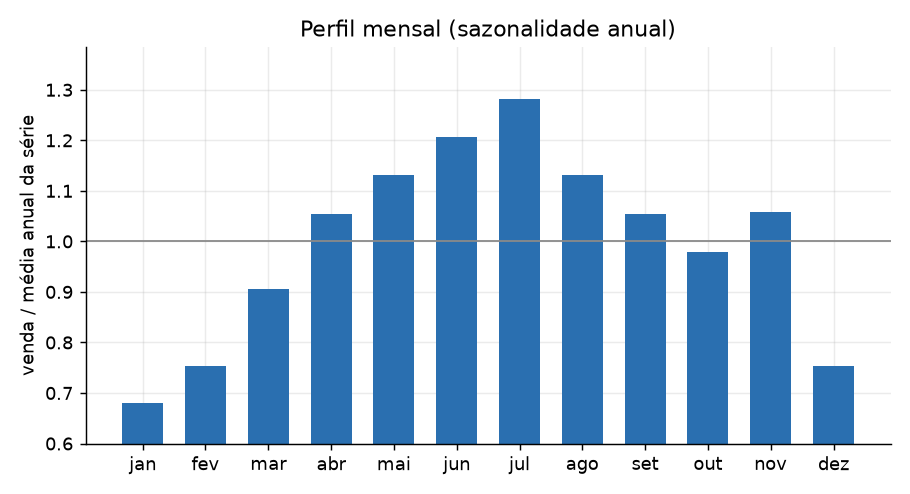 Perfil mensal (sazonalidade anual)
venda / média anual da série
1.3
1.2
1.1
1.0
0.9
0.8
0.7
0.6
jan fev mar abr mai jun jul ago set out nov dez